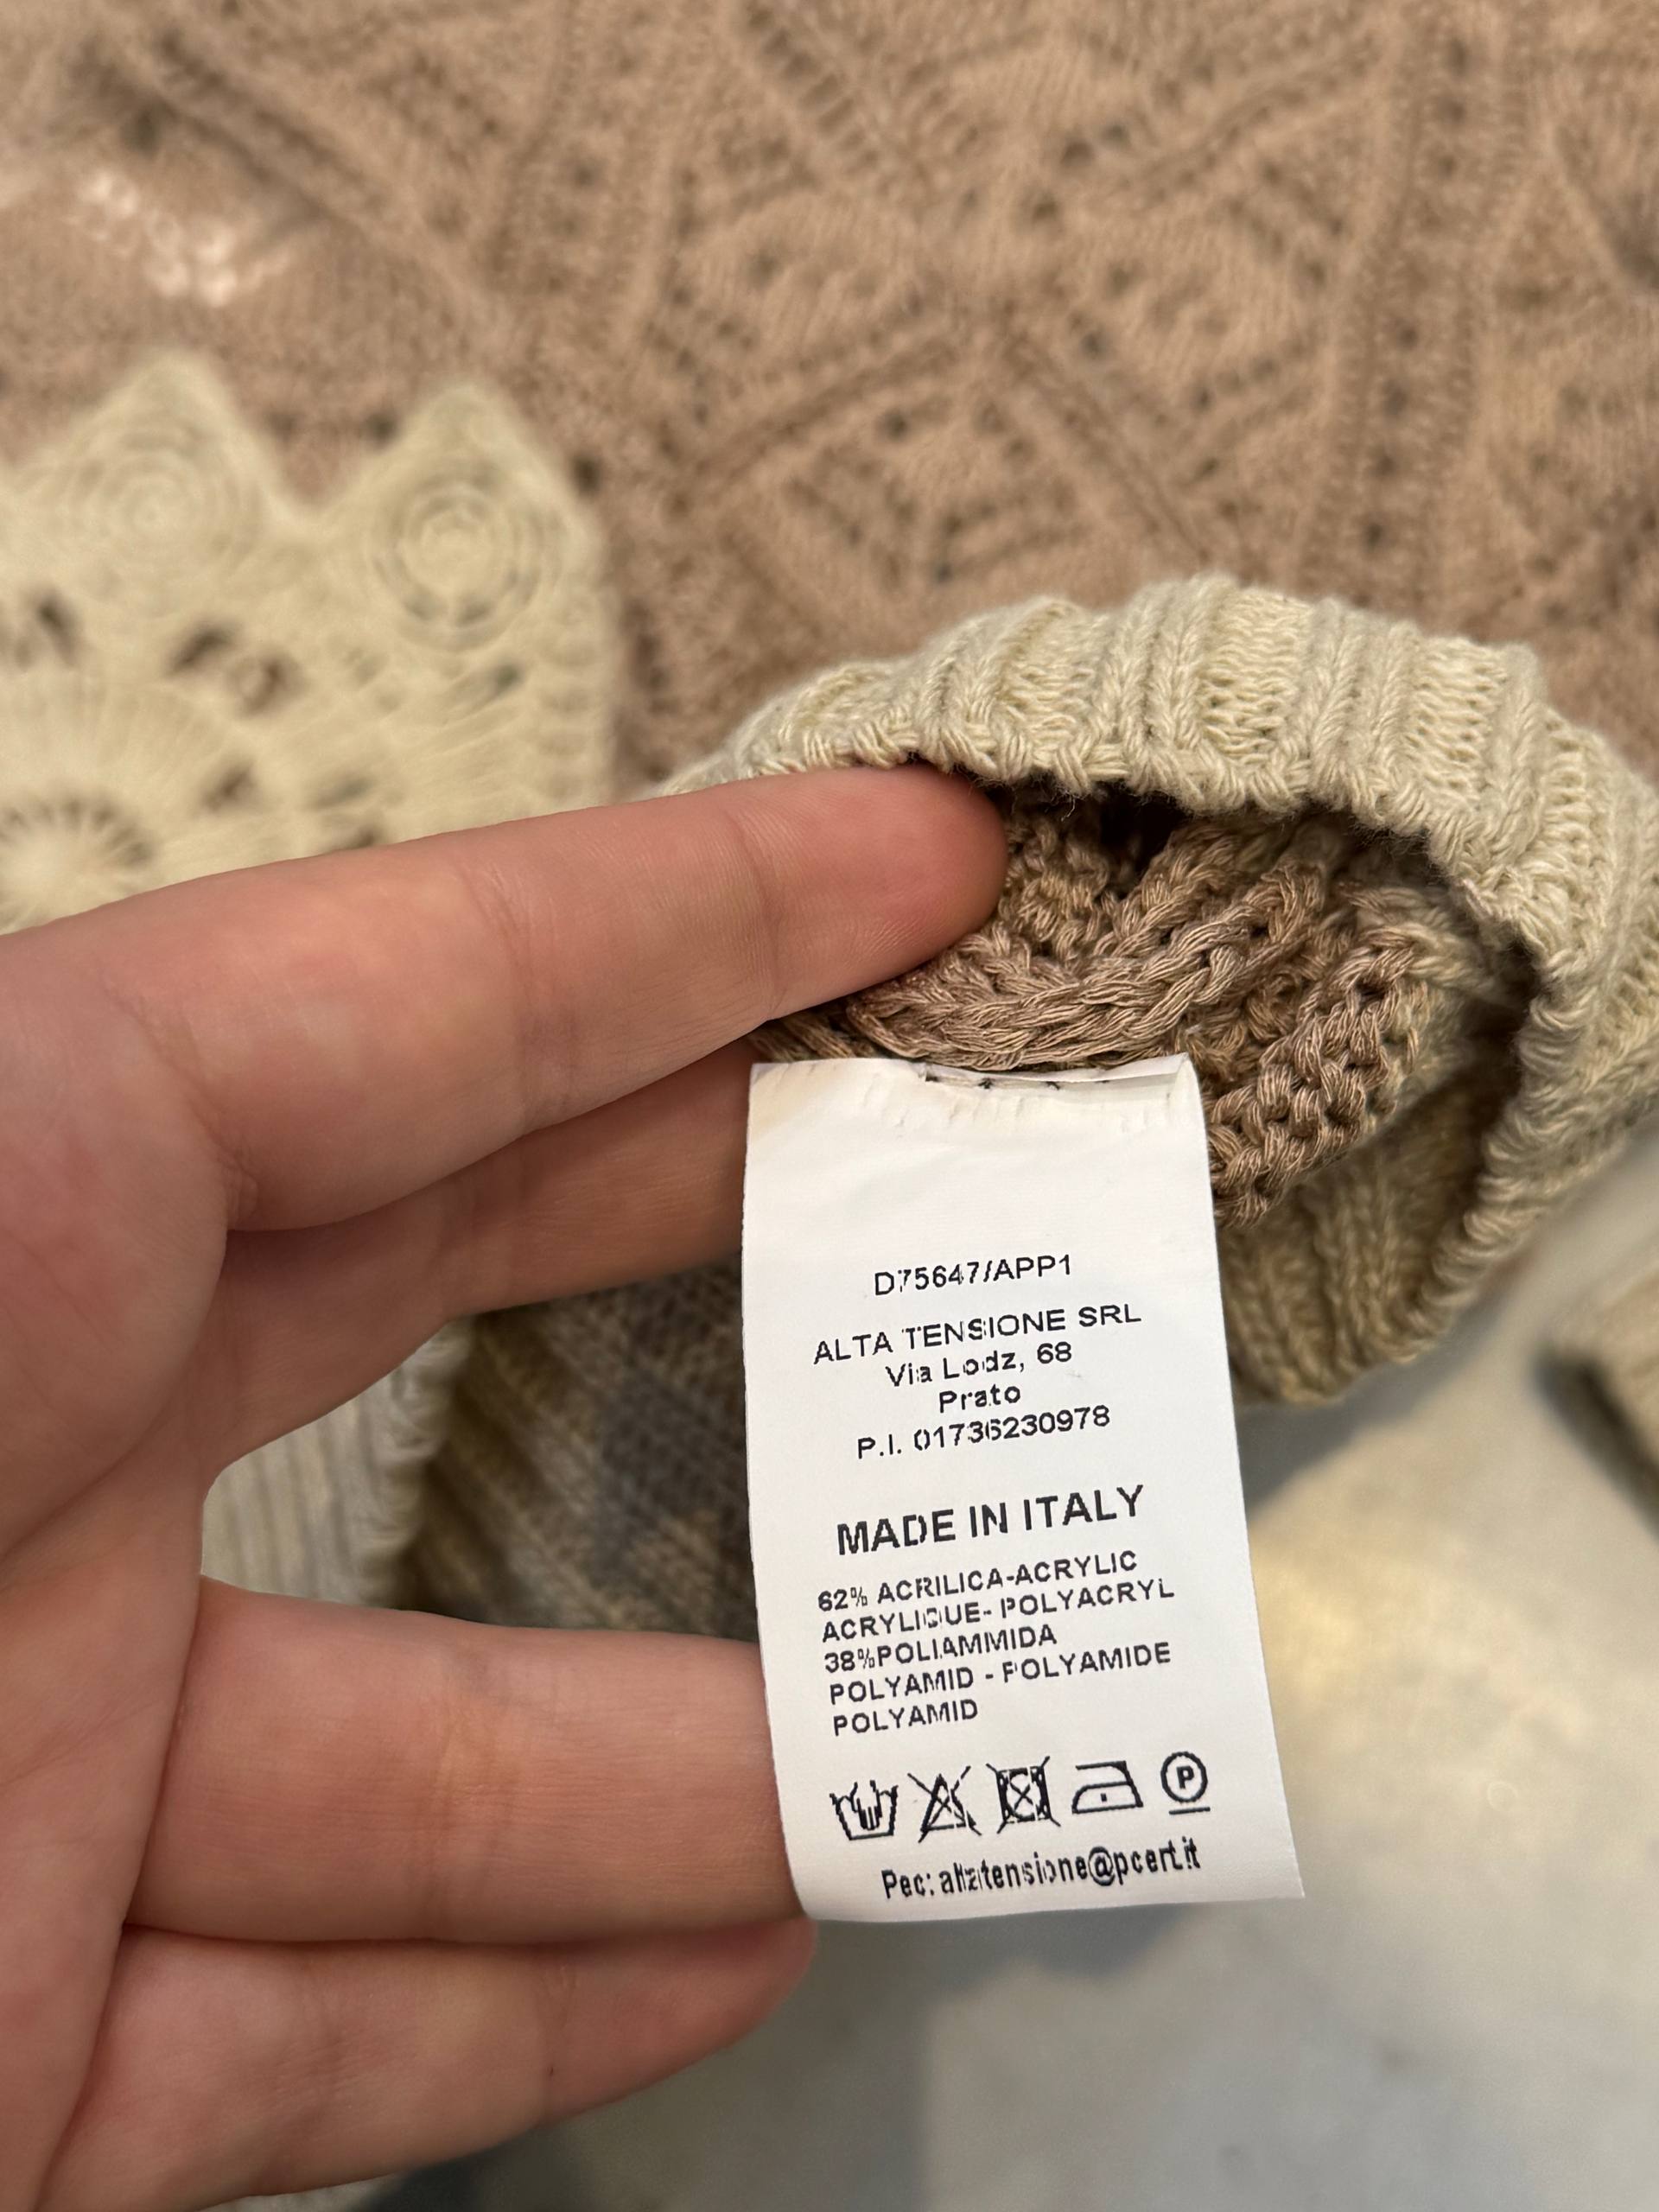 D75647/APP1
ALTA TENSIONE SRL
Via Lodz, 68
Prato
P.I. 01736230978
MADE IN ITALY
62% ACRILICA-ACRYLIC
ACRYLIQUE- POLYACRYL
38%POLIAMMIDA
POLYAMID - POLYAMIDE
POLYAMID
P
Pec: altatensione@pcert.it